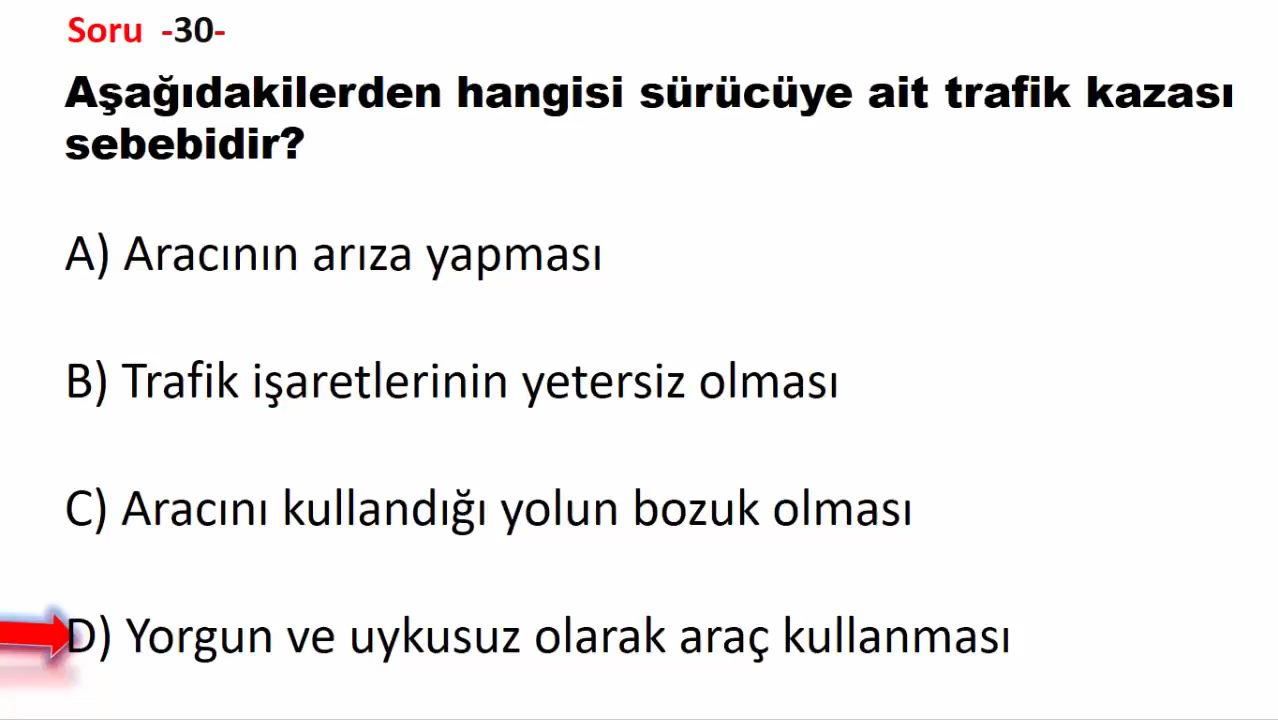 Soru -30-
Aşağıdakilerden hangisi sürücüye ait trafik kazası
sebebidir?
A) Aracının arıza yapması
B) Trafik işaretlerinin yetersiz olması
C) Aracını kullandığı yolun bozuk olması
D) Yorgun ve uykusuz olarak araç kullanması